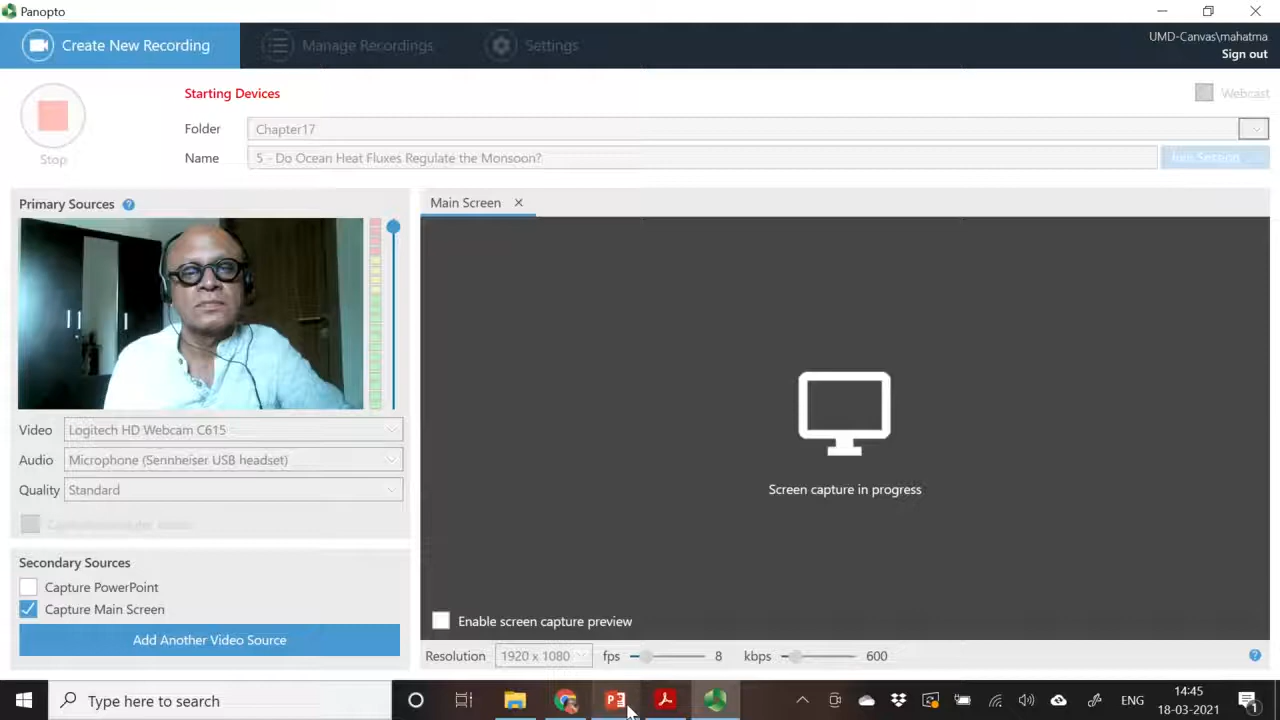 Panopto
Create New Recording
Manage Recordings
Settings
UMD-Canvas\mahatma
Sign out
Starting Devices
Webcast
Folder
Chapter17
Name
5 - Do Ocean Heat Fluxes Regulate the Monsoon?
Join Session
Stop
Primary Sources
Main Screen
Video
Logitech HD Webcam C615
Audio
Microphone (Sennheiser USB headset)
Quality
Standard
Screen capture in progress
Secondary Sources
Capture PowerPoint
Capture Main Screen
Add Another Video Source
Enable screen capture preview
Resolution
1920 x 1080
fps
8
kbps
600
Type here to search
ENG
14:45
18-03-2021
1